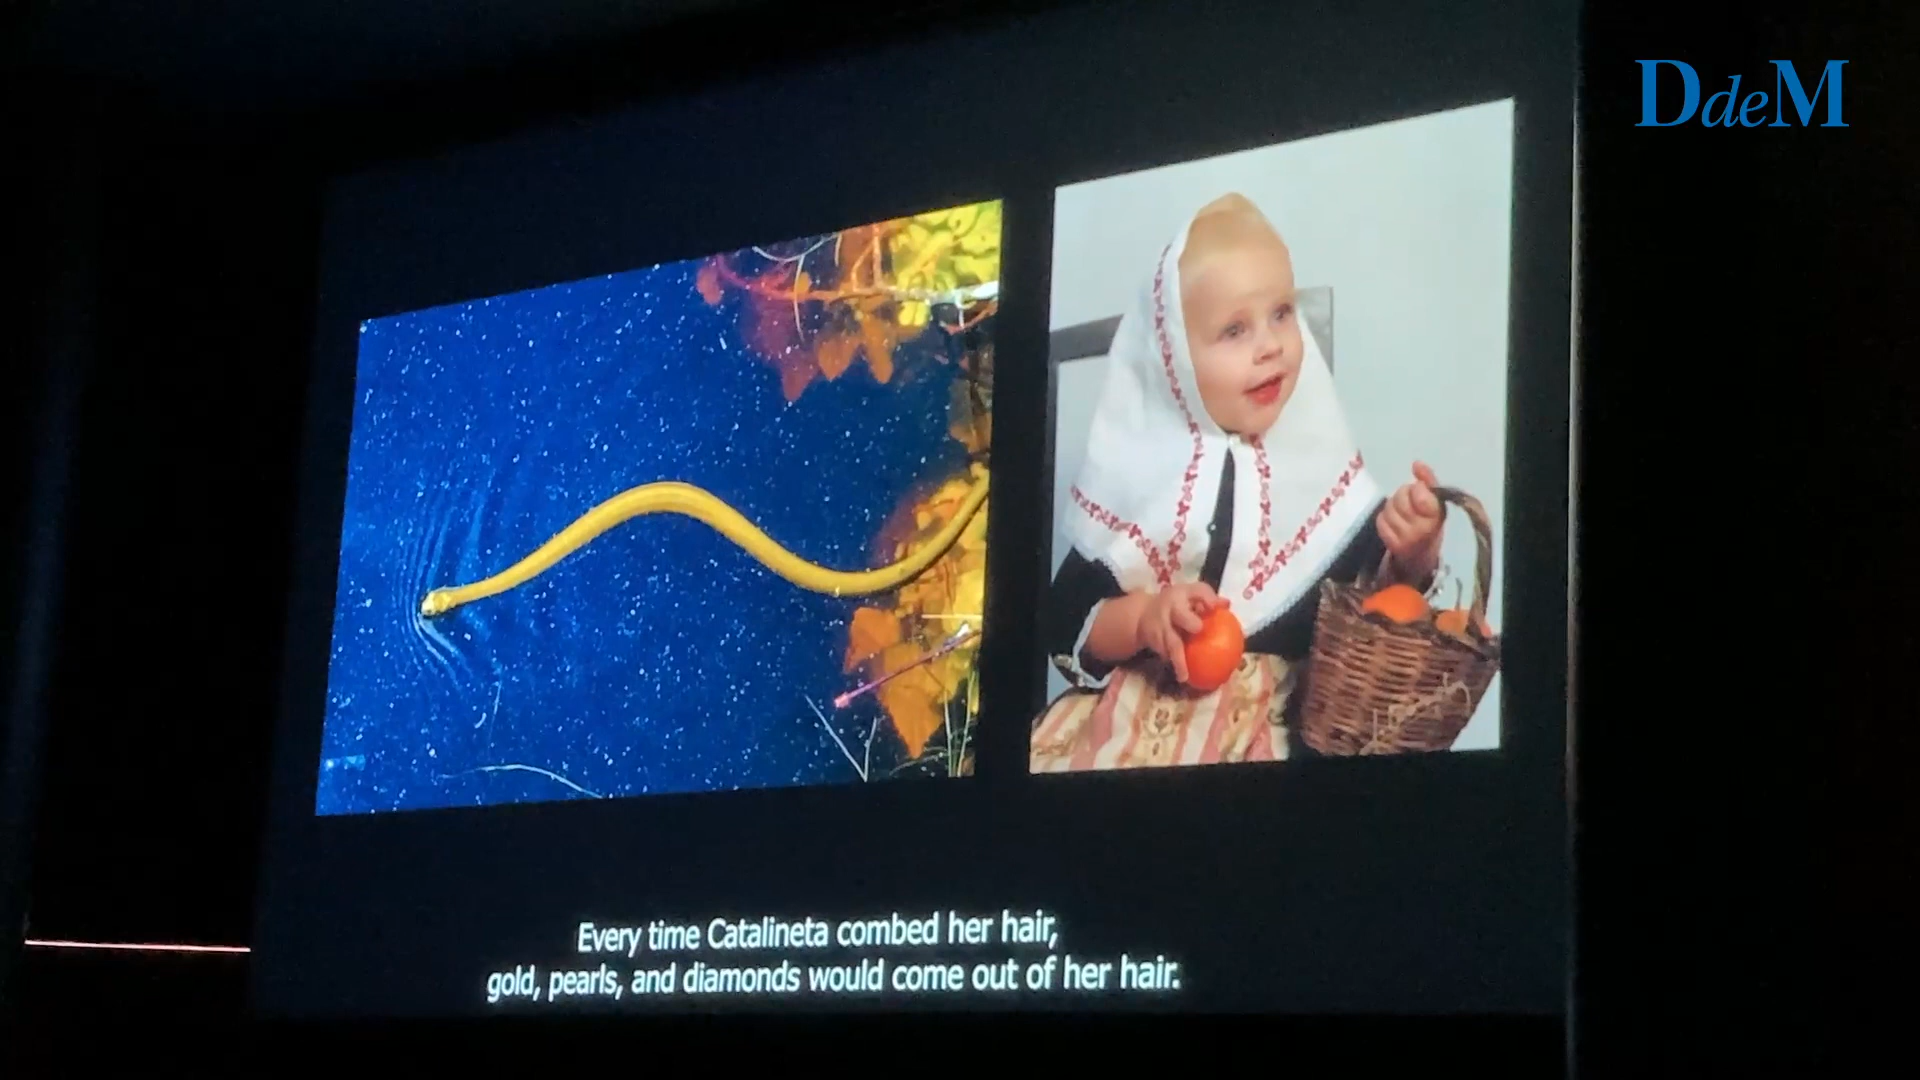 DdeM
Every time Catalineta combed her hair,
gold, pearls, and diamonds would come out of her hair.